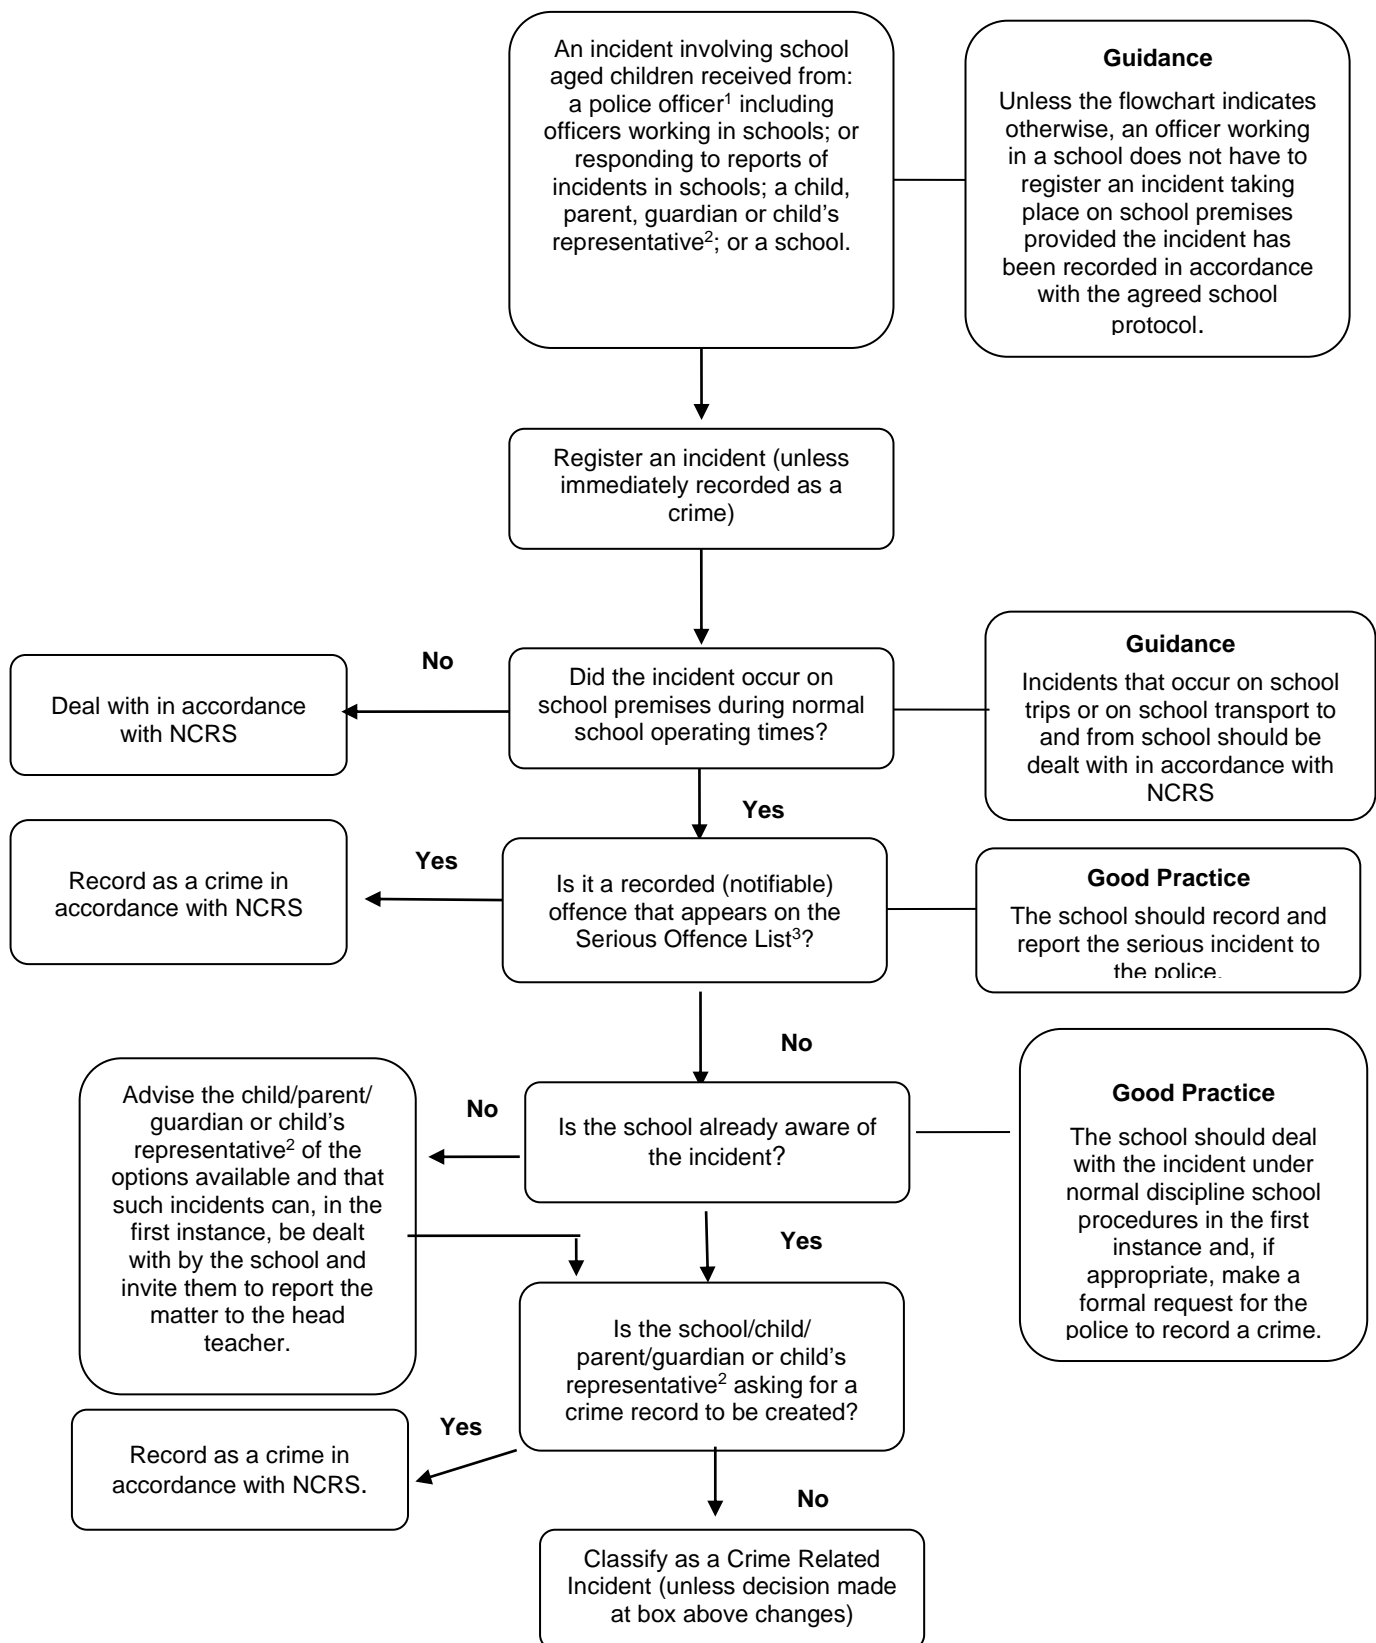 An incident involving school
aged children received from:
a police officer1 including
officers working in schools; or
responding to reports of
incidents in schools; a child,
parent, guardian or child’s
representative2; or a school.
Guidance
Unless the flowchart indicates
otherwise, an officer working
in a school does not have to
register an incident taking
place on school premises
provided the incident has
been recorded in accordance
with the agreed school
protocol.
Register an incident (unless
immediately recorded as a
crime)
No
Deal with in accordance
with NCRS
Did the incident occur on
school premises during normal
school operating times?
Guidance
Incidents that occur on school
trips or on school transport to
and from school should be
dealt with in accordance with
NCRS
Yes
Yes
Record as a crime in
accordance with NCRS
Is it a recorded (notifiable)
offence that appears on the
Serious Offence List3?
Good Practice
The school should record and
report the serious incident to
the police.
No
Advise the child/parent/
guardian or child’s
representative2 of the
options available and that
such incidents can, in the
first instance, be dealt
with by the school and
invite them to report the
matter to the head
teacher.
No
Is the school already aware of
the incident?
Good Practice
The school should deal
with the incident under
normal discipline school
procedures in the first
instance and, if
appropriate, make a
formal request for the
police to record a crime.
Yes
Is the school/child/
parent/guardian or child’s
representative2 asking for a
crime record to be created?
Yes
Record as a crime in
accordance with NCRS.
No
Classify as a Crime Related
Incident (unless decision made
at box above changes)